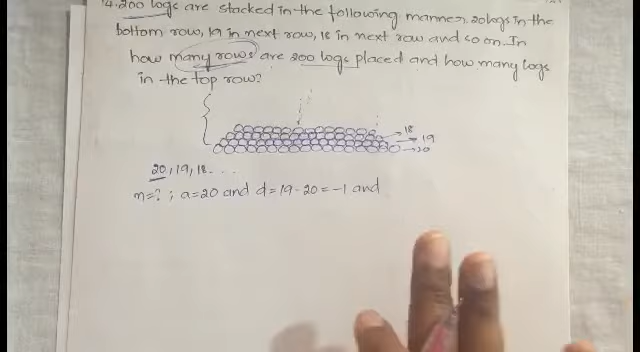 14. 200 logs are stacked in the following manner. 20 logs in the
bottom row, 19 in next row, 18 in next row and so on. In
how many rows are 200 logs placed and how many logs
in the top row?
18
19
20
20, 19, 18. . . .
n=? ; a=20 and d=19-20=-1 and